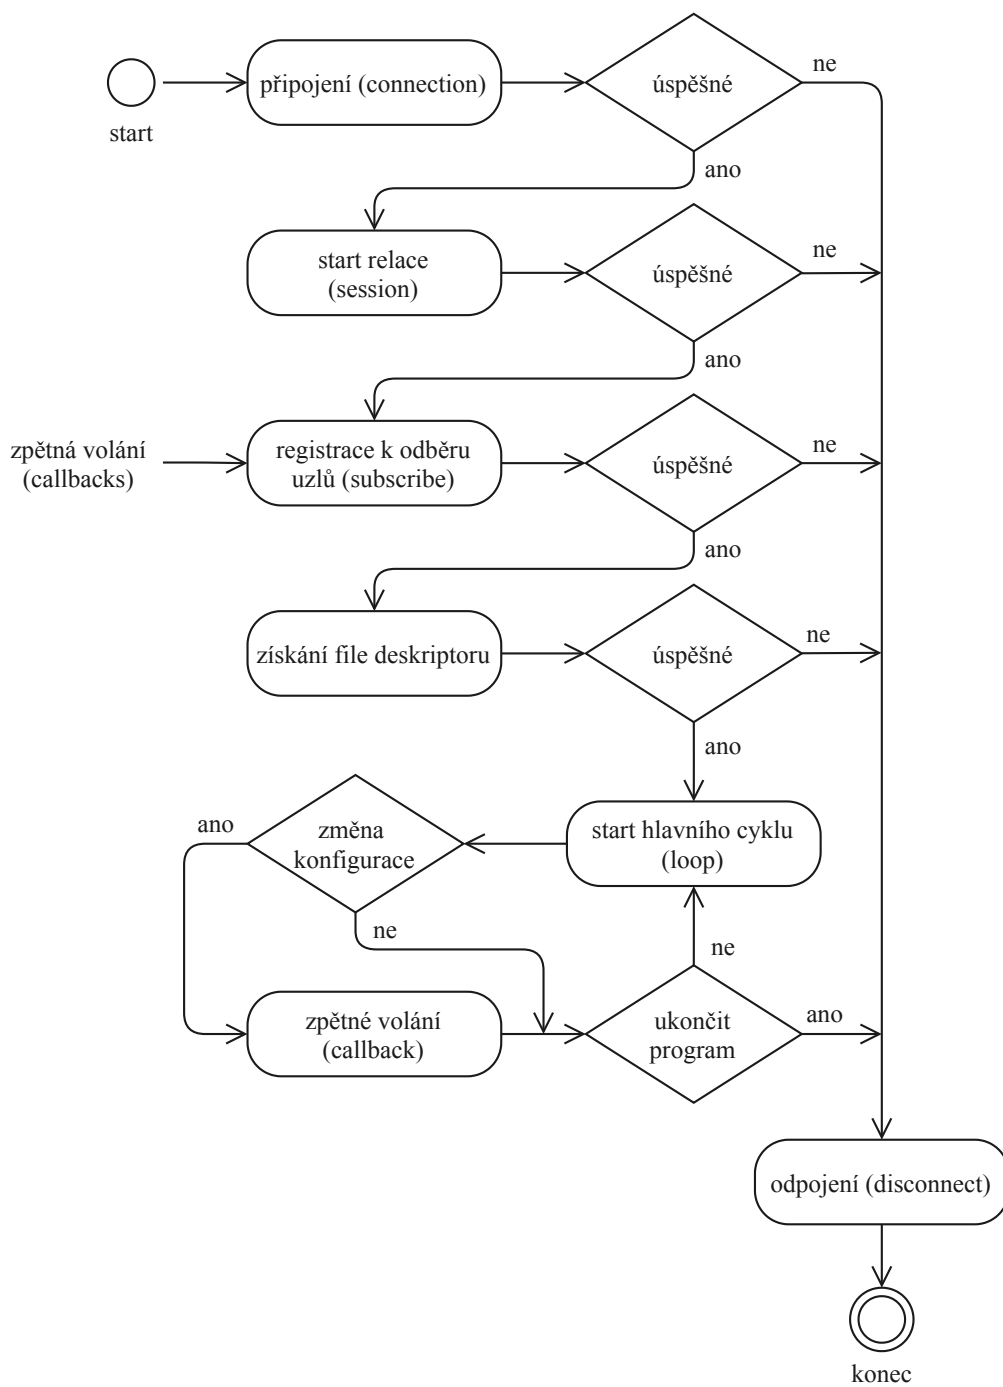 připojení (connection)
úspěšné
ne
start
ano
start relace
(session)
úspěšné
ne
ano
zpětná volání
(callbacks)
registrace k odběru
uzlů (subscribe)
úspěšné
ne
ano
získání file deskriptoru
úspěšné
ne
ano
ano
změna
konfigurace
start hlavního cyklu
(loop)
ne
ne
zpětné volání
(callback)
ukončit
program
ano
odpojení (disconnect)
konec